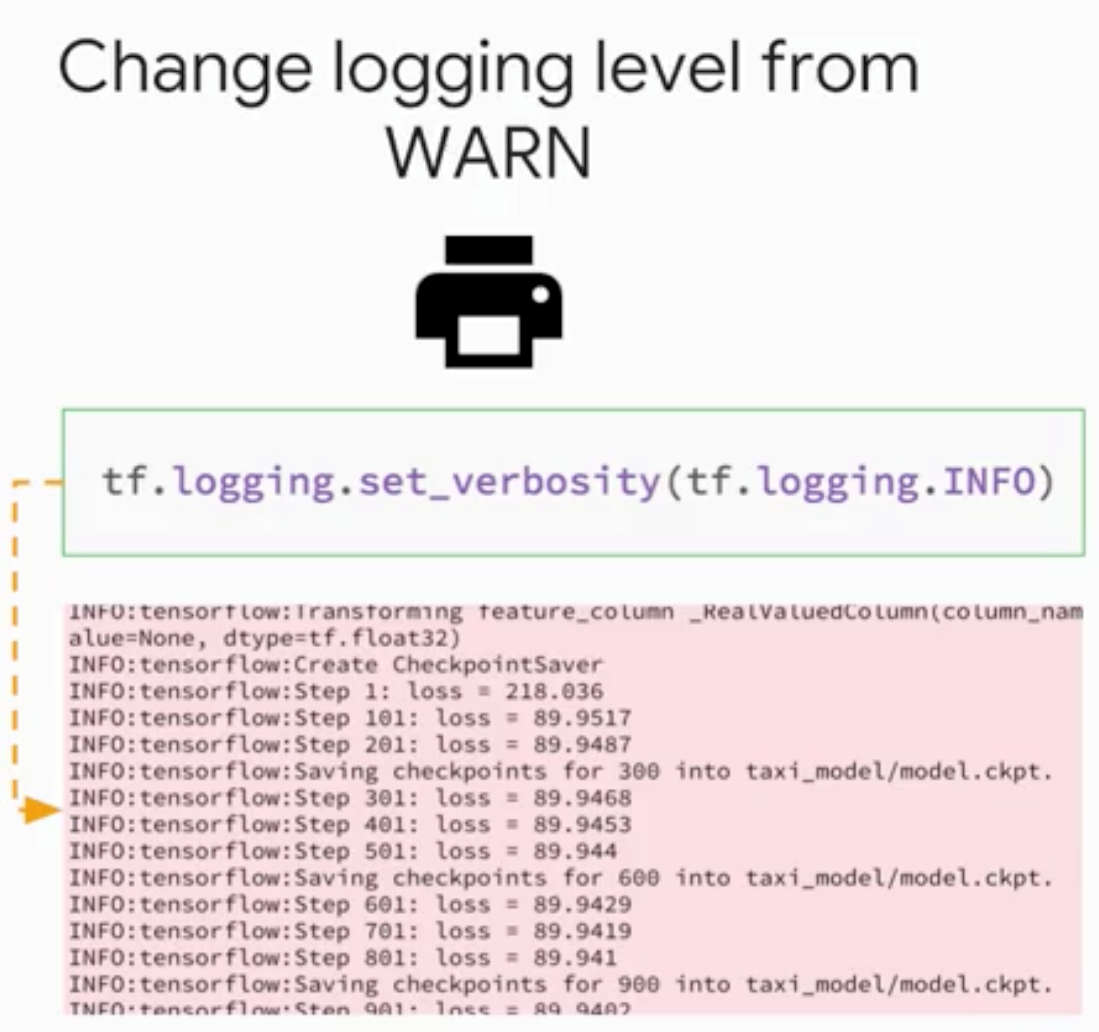 Change logging level from
WARN
tf.logging.set_verbosity(tf.logging.INFO)
INFO:tensorflow:Transforming feature_column _RealValuedColumn(column_nam
alue=None, dtype=tf.float32)
INFO:tensorflow:Create CheckpointSaver
INFO:tensorflow:Step 1: loss = 218.036
INFO:tensorflow:Step 101: loss = 89.9517
INFO:tensorflow:Step 201: loss = 89.9487
INFO:tensorflow:Saving checkpoints for 300 into taxi_model/model.ckpt.
INFO:tensorflow:Step 301: loss = 89.9468
INFO:tensorflow:Step 401: loss = 89.9453
INFO:tensorflow:Step 501: loss = 89.944
INFO:tensorflow:Saving checkpoints for 600 into taxi_model/model.ckpt.
INFO:tensorflow:Step 601: loss = 89.9429
INFO:tensorflow:Step 701: loss = 89.9419
INFO:tensorflow:Step 801: loss = 89.941
INFO:tensorflow:Saving checkpoints for 900 into taxi_model/model.ckpt.
INFO:tensorflow:Step 901: loss = 89.9402